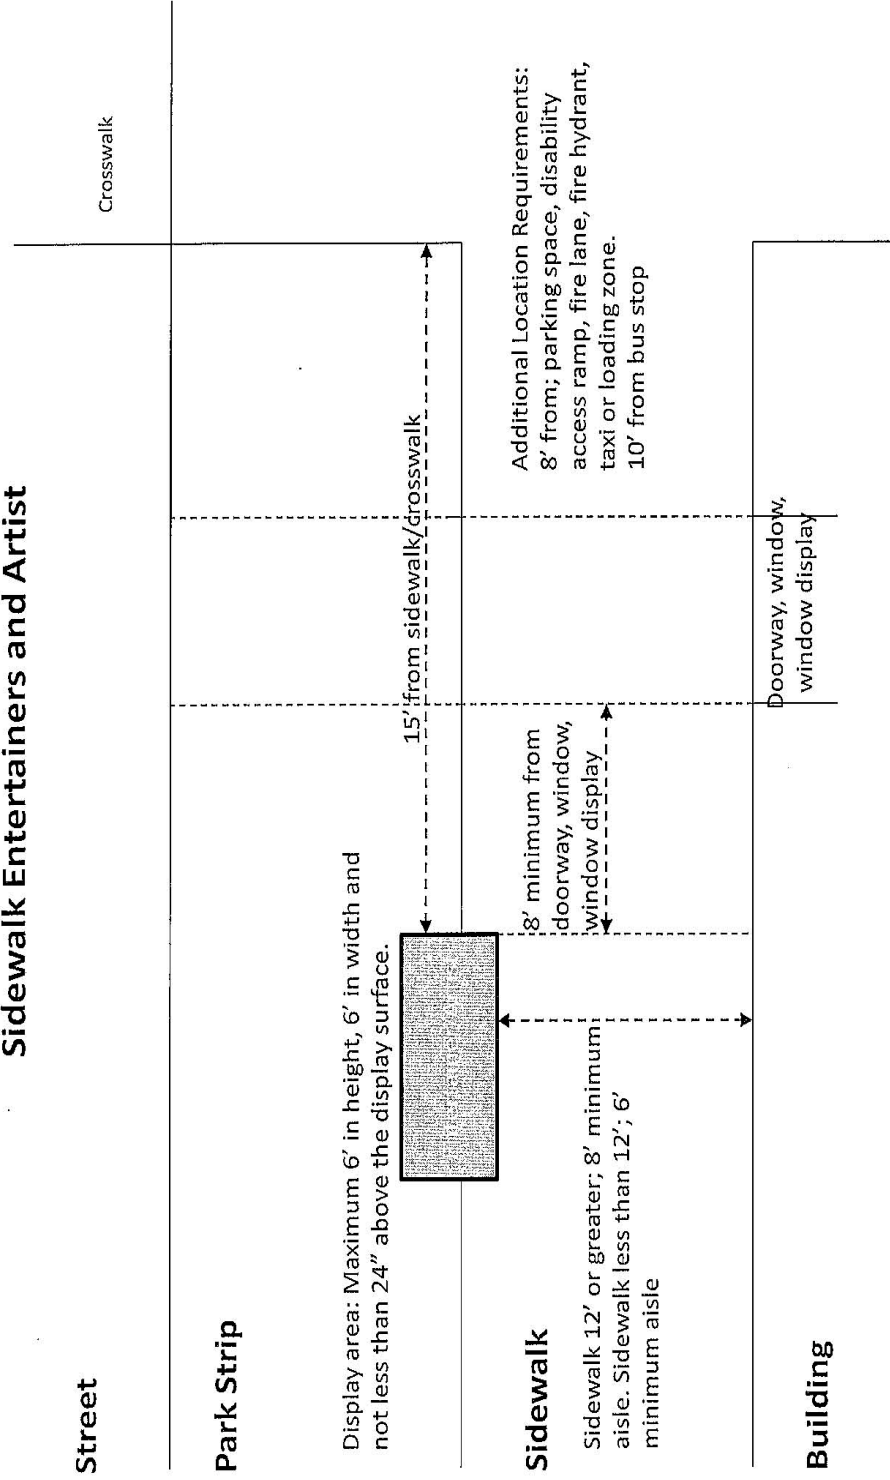 Sidewalk Entertainers and Artist
Street
Crosswalk
Park Strip
Display area: Maximum 6’ in height, 6’ in width and
not less than 24” above the display surface.
15’ from sidewalk/crosswalk
Sidewalk
Sidewalk 12’ or greater; 8’ minimum
aisle. Sidewalk less than 12’; 6’
minimum aisle
8’ minimum from
doorway, window,
window display
Additional Location Requirements:
8’ from; parking space, disability
access ramp, fire lane, fire hydrant,
taxi or loading zone.
10’ from bus stop
Building
Doorway, window,
window display